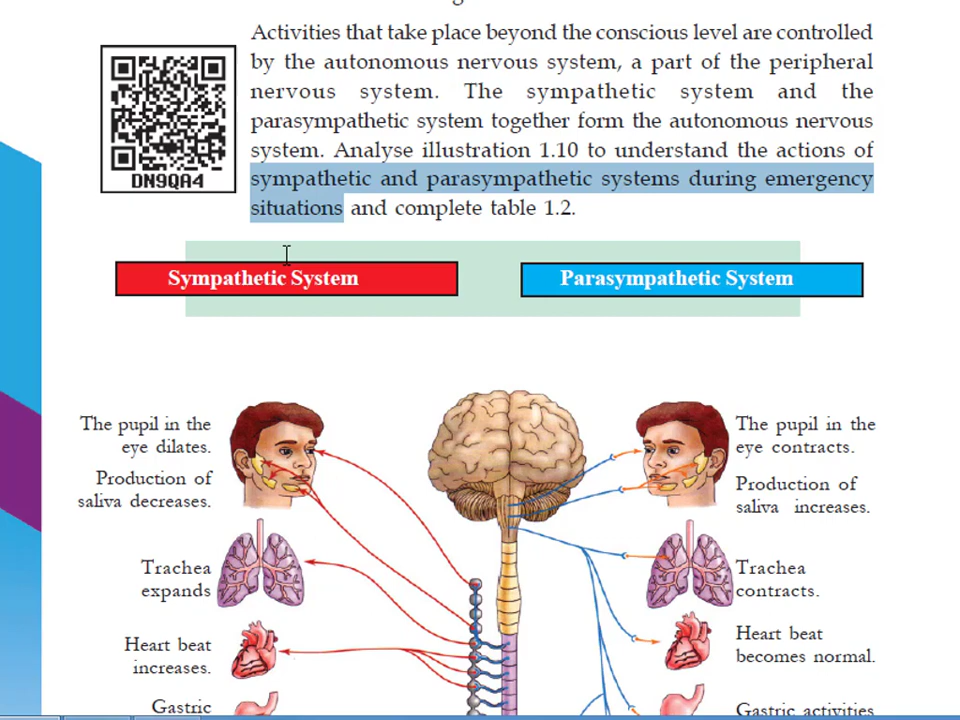 Activities that take place beyond the conscious level are controlled
by the autonomous nervous system, a part of the peripheral
nervous system. The sympathetic system and the
parasympathetic system together form the autonomous nervous
system. Analyse illustration 1.10 to understand the actions of
sympathetic and parasympathetic systems during emergency
situations and complete table 1.2.
DN9QA4
Sympathetic System
Parasympathetic System
The pupil in the
eye dilates.
Production of
saliva decreases.
Trachea
expands
Heart beat
increases.
Gastric
The pupil in the
eye contracts.
Production of
saliva increases.
Trachea
contracts.
Heart beat
becomes normal.
Gastric activities